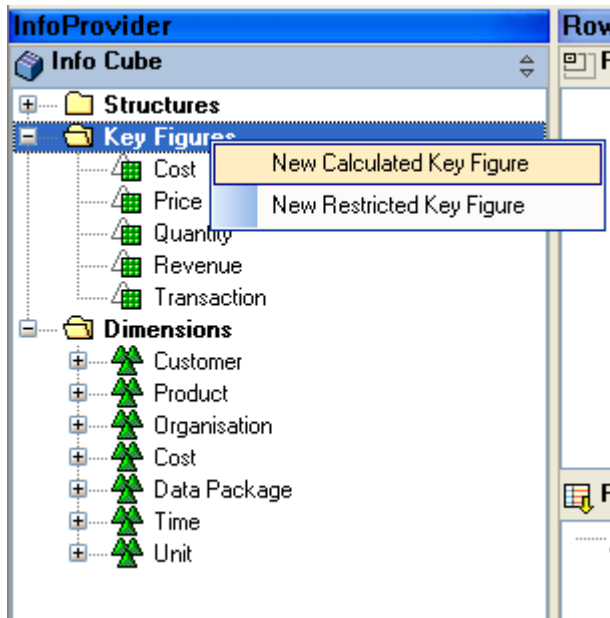 InfoProvider
Row
Info Cube
Structures
Key Figures
New Calculated Key Figure
Cost
Price
New Restricted Key Figure
Quantity
Revenue
Transaction
Dimensions
Customer
Product
Organisation
Cost
Data Package
Time
Unit